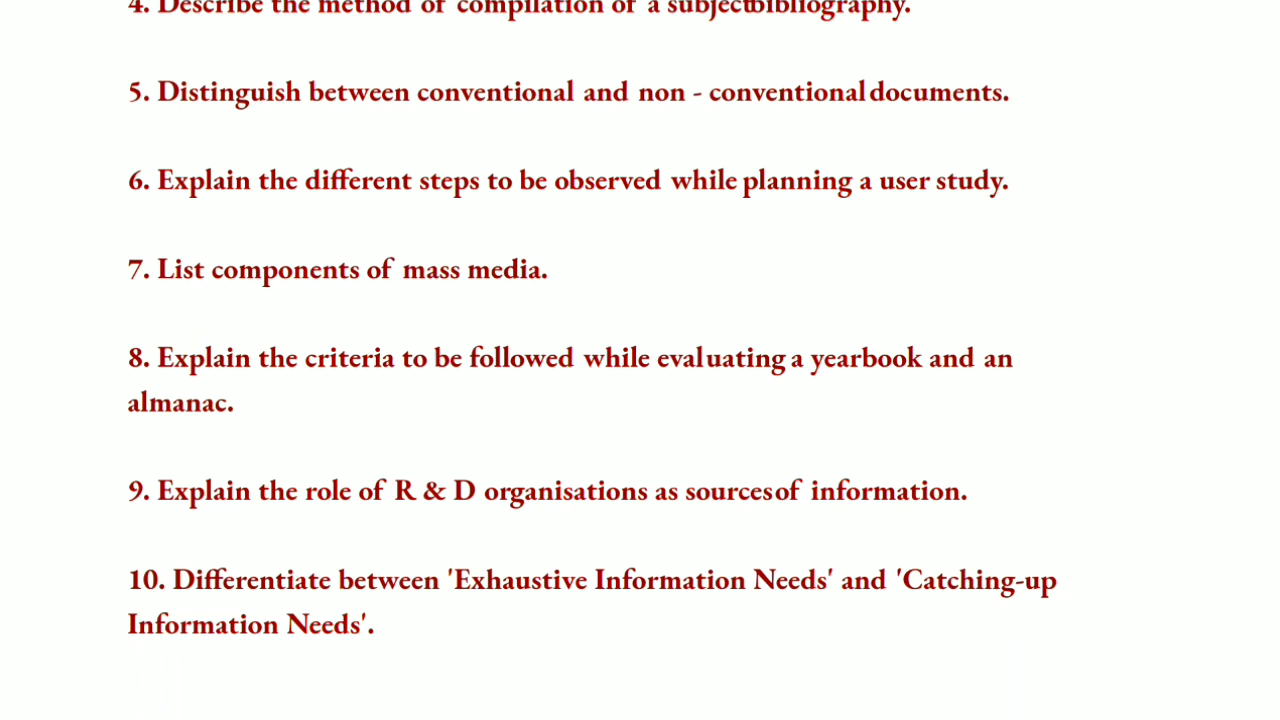 4. Describe the method of compilation of a subjectbibliography.
5. Distinguish between conventional and non - conventional documents.
6. Explain the different steps to be observed while planning a user study.
7. List components of mass media.
8. Explain the criteria to be followed while evaluating a yearbook and an
almanac.
9. Explain the role of R & D organisations as sources of information.
10. Differentiate between 'Exhaustive Information Needs' and 'Catching-up
Information Needs'.